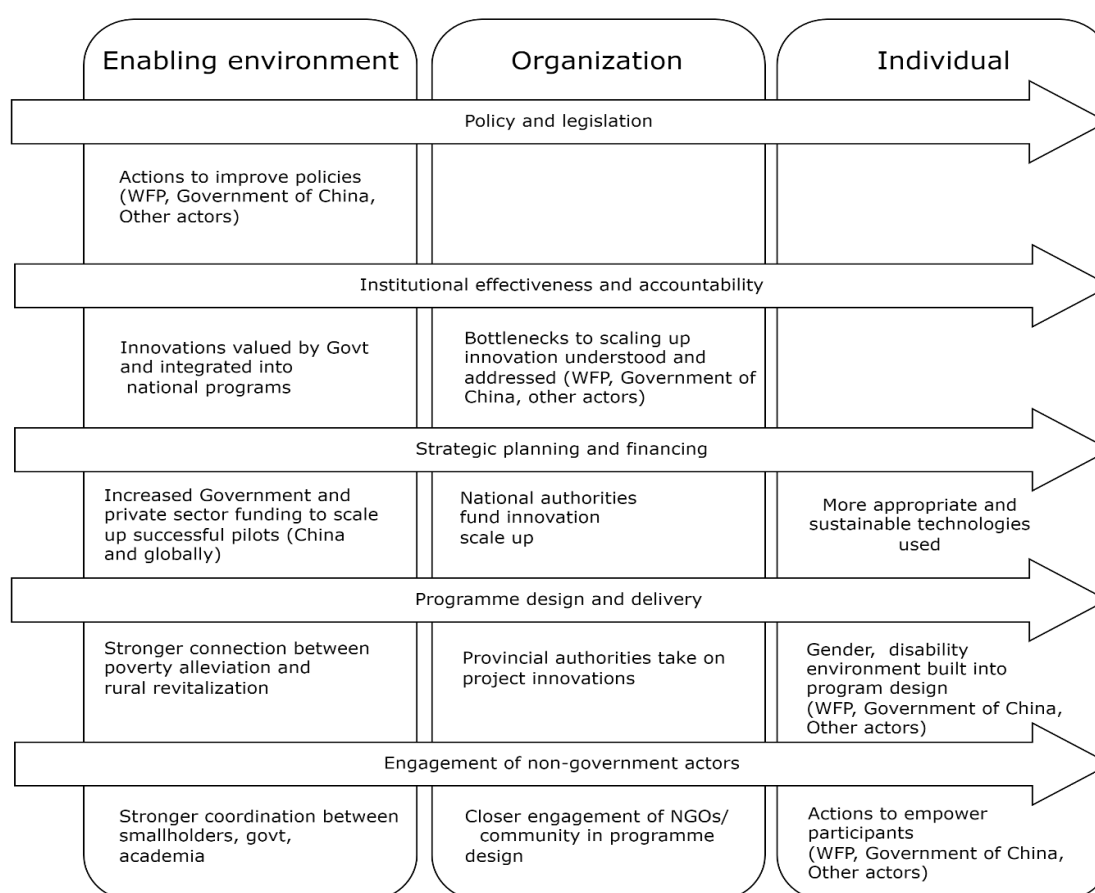 Enabling environment
Organization
Individual
Policy and legislation
Actions to improve policies
(WFP, Government of China,
Other actors)
Institutional effectiveness and accountability
Innovations valued by Govt
and integrated into
national programs
Bottlenecks to scaling up
innovation understood and
addressed (WFP, Government of
China, other actors)
Strategic planning and financing
Increased Government and
private sector funding to scale
up successful pilots (China
and globally)
National authorities
fund innovation
scale up
More appropriate and
sustainable technologies
used
Programme design and delivery
Stronger connection between
poverty alleviation and
rural revitalization
Provincial authorities take on
project innovations
Gender, disability
environment built into
program design
(WFP, Government of China,
Other actors)
Engagement of non-government actors
Stronger coordination between
smallholders, govt,
academia
Closer engagement of NGOs/
community in programme
design
Actions to empower
participants
(WFP, Government of China,
Other actors)